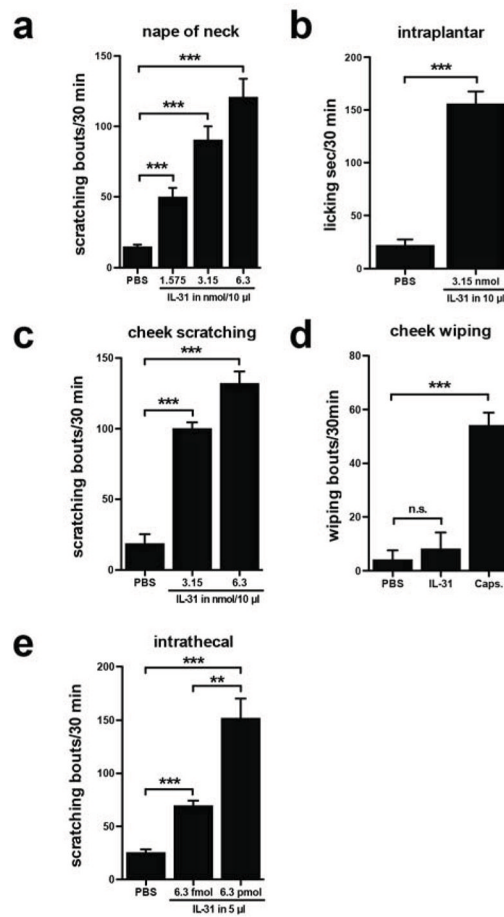 a
nape of neck
scratching bouts/30 min
150
100
50
0
***
***
***
PBS 1.575 3.15 6.3
IL-31 in nmol/10 µl
b
intraplantar
licking sec/30 min
200
150
100
50
0
***
PBS 3.15 nmol
IL-31 in 10 µl
c
cheek scratching
scratching bouts/30 min
150
100
50
0
***
***
PBS 3.15 6.3
IL-31 in nmol/10 µl
d
cheek wiping
wiping bouts/30min
80
60
40
20
0
***
n.s.
PBS IL-31 Caps.
e
intrathecal
scratching bouts/30 min
200
150
100
50
0
***
**
***
PBS 6.3 fmol 6.3 pmol
IL-31 in 5 µl